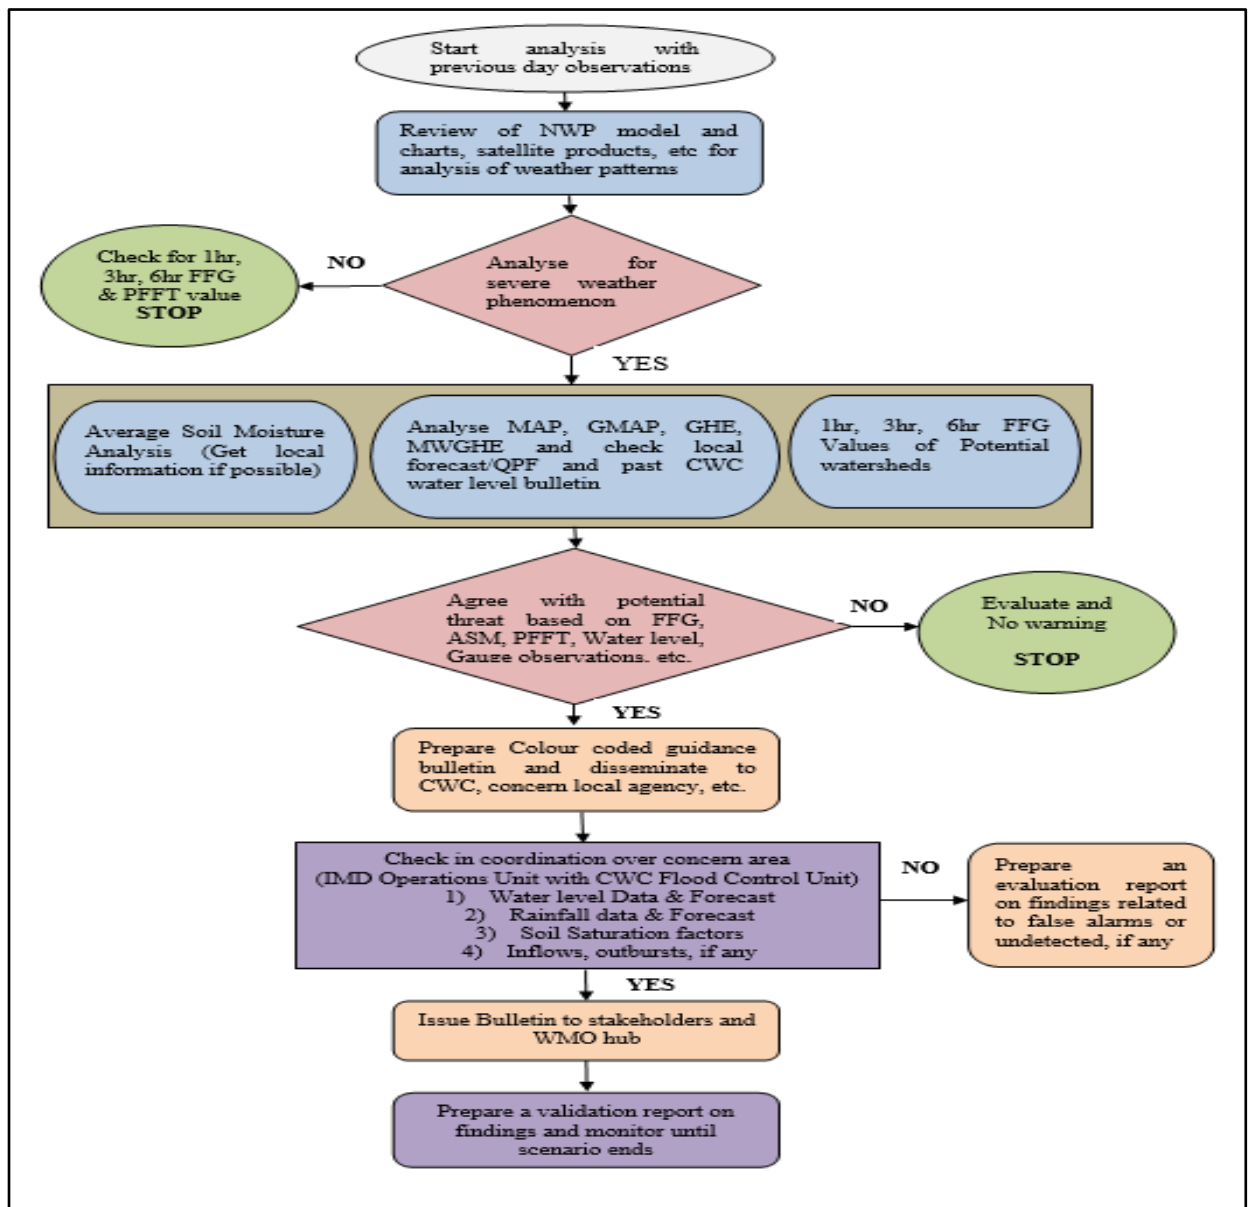 Start analysis with
previous day observations
Review of NWP model and
charts, satellite products, etc for
analysis of weather patterns
Analyse for
severe weather
phenomenon
NO
Check for 1hr,
3hr, 6hr FFG
& PFFT value
STOP
YES
Average Soil Moisture
Analysis (Get local
information if possible)
Analyse MAP, GMAP, GHE,
MWGHE and check local
forecast/QPF and past CWC
water level bulletin
1hr, 3hr, 6hr FFG
Values of Potential
watersheds
Agree with potential
threat based on FFG,
ASM, PFFT, Water level,
Gauge observations. etc.
NO
Evaluate and
No warning
STOP
YES
Prepare Colour coded guidance
bulletin and disseminate to
CWC, concern local agency, etc.
Check in coordination over concern area
(IMD Operations Unit with CWC Flood Control Unit)
1) Water level Data & Forecast
2) Rainfall data & Forecast
3) Soil Saturation factors
4) Inflows, outbursts, if any
NO
Prepare an
evaluation report
on findings related
to false alarms or
undetected, if any
YES
Issue Bulletin to stakeholders and
WMO hub
Prepare a validation report on
findings and monitor until
scenario ends